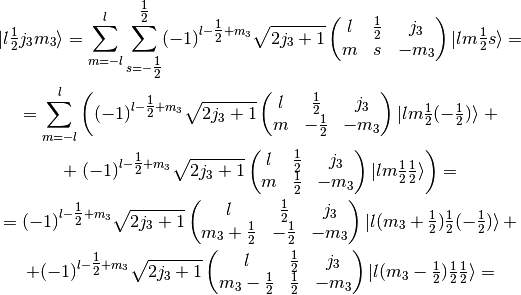 |l\frac{1}{2}j_3m_3⟩ = \sum_{m=-l}^{l} \sum_{s=-\frac{1}{2}}^{\frac{1}{2}} (-1)^{l-\frac{1}{2}+m_3} \sqrt{2j_3+1} \begin{pmatrix} l & \frac{1}{2} & j_3 \\ m & s & -m_3 \end{pmatrix} |lm\frac{1}{2}s⟩ =
= \sum_{m=-l}^{l} \left( (-1)^{l-\frac{1}{2}+m_3} \sqrt{2j_3+1} \begin{pmatrix} l & \frac{1}{2} & j_3 \\ m & -\frac{1}{2} & -m_3 \end{pmatrix} |lm\frac{1}{2}(-\frac{1}{2})⟩ + \right.
\left. + (-1)^{l-\frac{1}{2}+m_3} \sqrt{2j_3+1} \begin{pmatrix} l & \frac{1}{2} & j_3 \\ m & \frac{1}{2} & -m_3 \end{pmatrix} |lm\frac{1}{2}\frac{1}{2}⟩ \right) =
= (-1)^{l-\frac{1}{2}+m_3} \sqrt{2j_3+1} \begin{pmatrix} l & \frac{1}{2} & j_3 \\ m_3+\frac{1}{2} & -\frac{1}{2} & -m_3 \end{pmatrix} |l(m_3+\frac{1}{2})\frac{1}{2}(-\frac{1}{2})⟩ +
+(-1)^{l-\frac{1}{2}+m_3} \sqrt{2j_3+1} \begin{pmatrix} l & \frac{1}{2} & j_3 \\ m_3-\frac{1}{2} & \frac{1}{2} & -m_3 \end{pmatrix} |l(m_3-\frac{1}{2})\frac{1}{2}\frac{1}{2}⟩ =